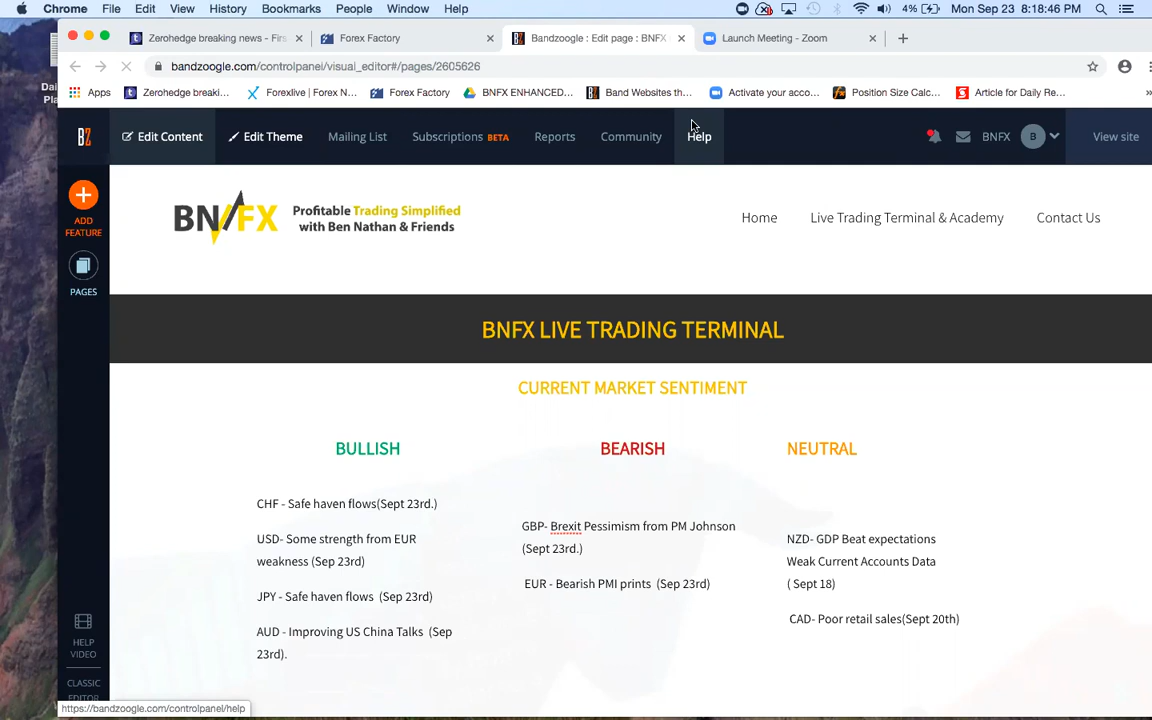 Chrome File Edit View History Bookmarks People Window Help 4% Mon Sep 23 8:18:46 PM
Zerohedge breaking news - Firs Forex Factory Bandzoogle : Edit page : BNFX Launch Meeting - Zoom
bandzoogle.com/controlpanel/visual_editor#/pages/2605626
Apps Zerohedge breaki... Forexlive | Forex N... Forex Factory BNFX ENHANCED... Band Websites th... Activate your acco... Position Size Calc... Article for Daily Re...
Edit Content Edit Theme Mailing List Subscriptions BETA Reports Community Help BNFX B View site
ADD
FEATURE
PAGES
BNFX Profitable Trading Simplified
with Ben Nathan & Friends
Home Live Trading Terminal & Academy Contact Us
BNFX LIVE TRADING TERMINAL
CURRENT MARKET SENTIMENT
BULLISH
CHF - Safe haven flows(Sept 23rd.)
USD- Some strength from EUR
weakness (Sep 23rd)
JPY - Safe haven flows (Sep 23rd)
AUD - Improving US China Talks (Sep
23rd).
BEARISH
GBP- Brexit Pessimism from PM Johnson
(Sept 23rd.)
EUR - Bearish PMI prints (Sep 23rd)
NEUTRAL
NZD- GDP Beat expectations
Weak Current Accounts Data
( Sept 18)
CAD- Poor retail sales(Sept 20th)
HELP
VIDEO
CLASSIC
EDITOR
https://bandzoogle.com/controlpanel/help